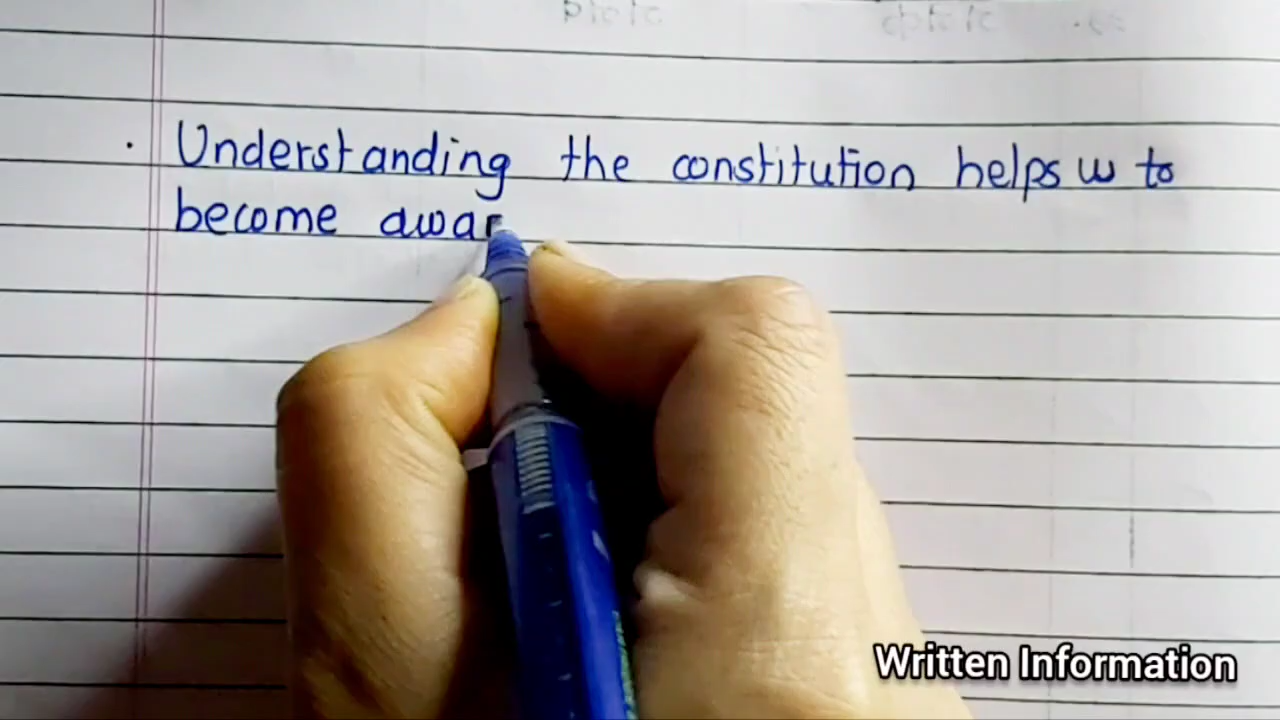 . Understanding the constitution helps us to
become awar
Written Information